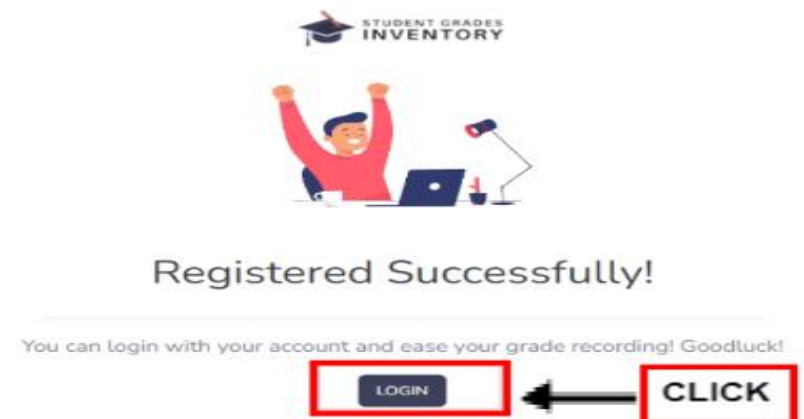 STUDENT GRADES
INVENTORY
Registered Successfully!
You can login with your account and ease your grade recording! Goodluck!
LOGIN
CLICK